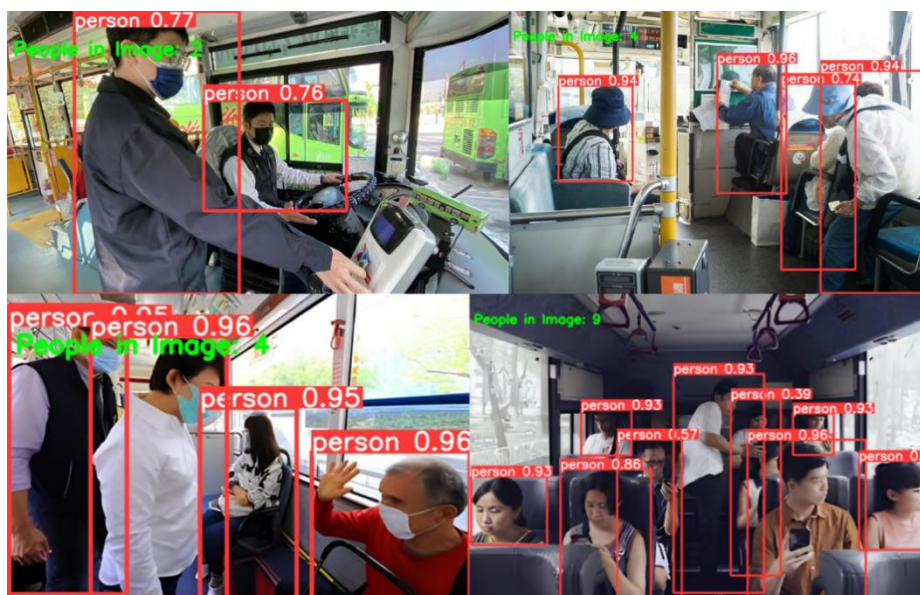 person 0.77
People in Image: 2
person 0.76
People in Image: 4
person 0.94
person 0.96
person 0.94
person 0.74
person 0.95
person 0.96
People in Image: 4
person 0.95
person 0.96
People in Image: 9
person 0.93
person 0.39
person 0.93
person 0.93
0.57
person 0.96
person 0.93
person 0.86